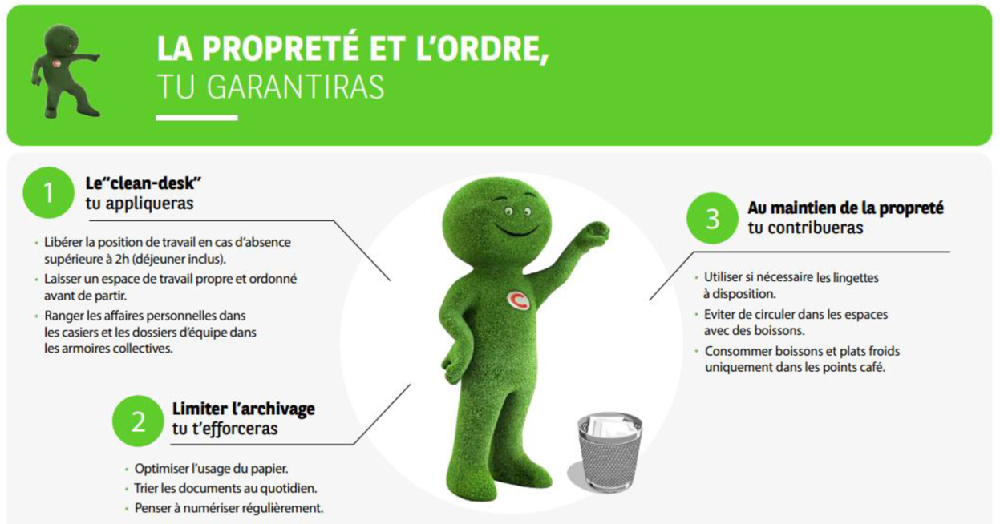 LA PROPRETÉ ET L'ORDRE,
TU GARANTIRAS
1
Le“clean-desk”
tu appliqueras
• Libérer la position de travail en cas d'absence
supérieure à 2h (déjeuner inclus).
• Laisser un espace de travail propre et ordonné
avant de partir.
• Ranger les affaires personnelles dans
les casiers et les dossiers d'équipe dans
les armoires collectives.
2
Limiter l'archivage
tu t'efforceras
• Optimiser l'usage du papier.
• Trier les documents au quotidien.
• Penser à numériser régulièrement.
3
Au maintien de la propreté
tu contribueras
• Utiliser si nécessaire les lingettes
à disposition.
• Eviter de circuler dans les espaces
avec des boissons.
• Consommer boissons et plats froids
uniquement dans les points café.
C